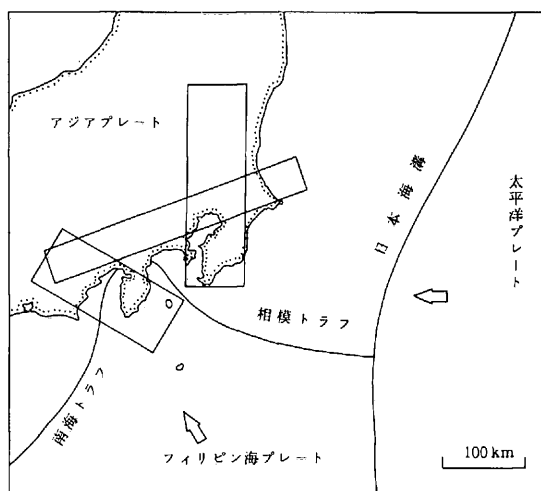 アジアプレート
日本海溝
太平洋プレート
相模トラフ
南海トラフ
フィリピン海プレート
100 km